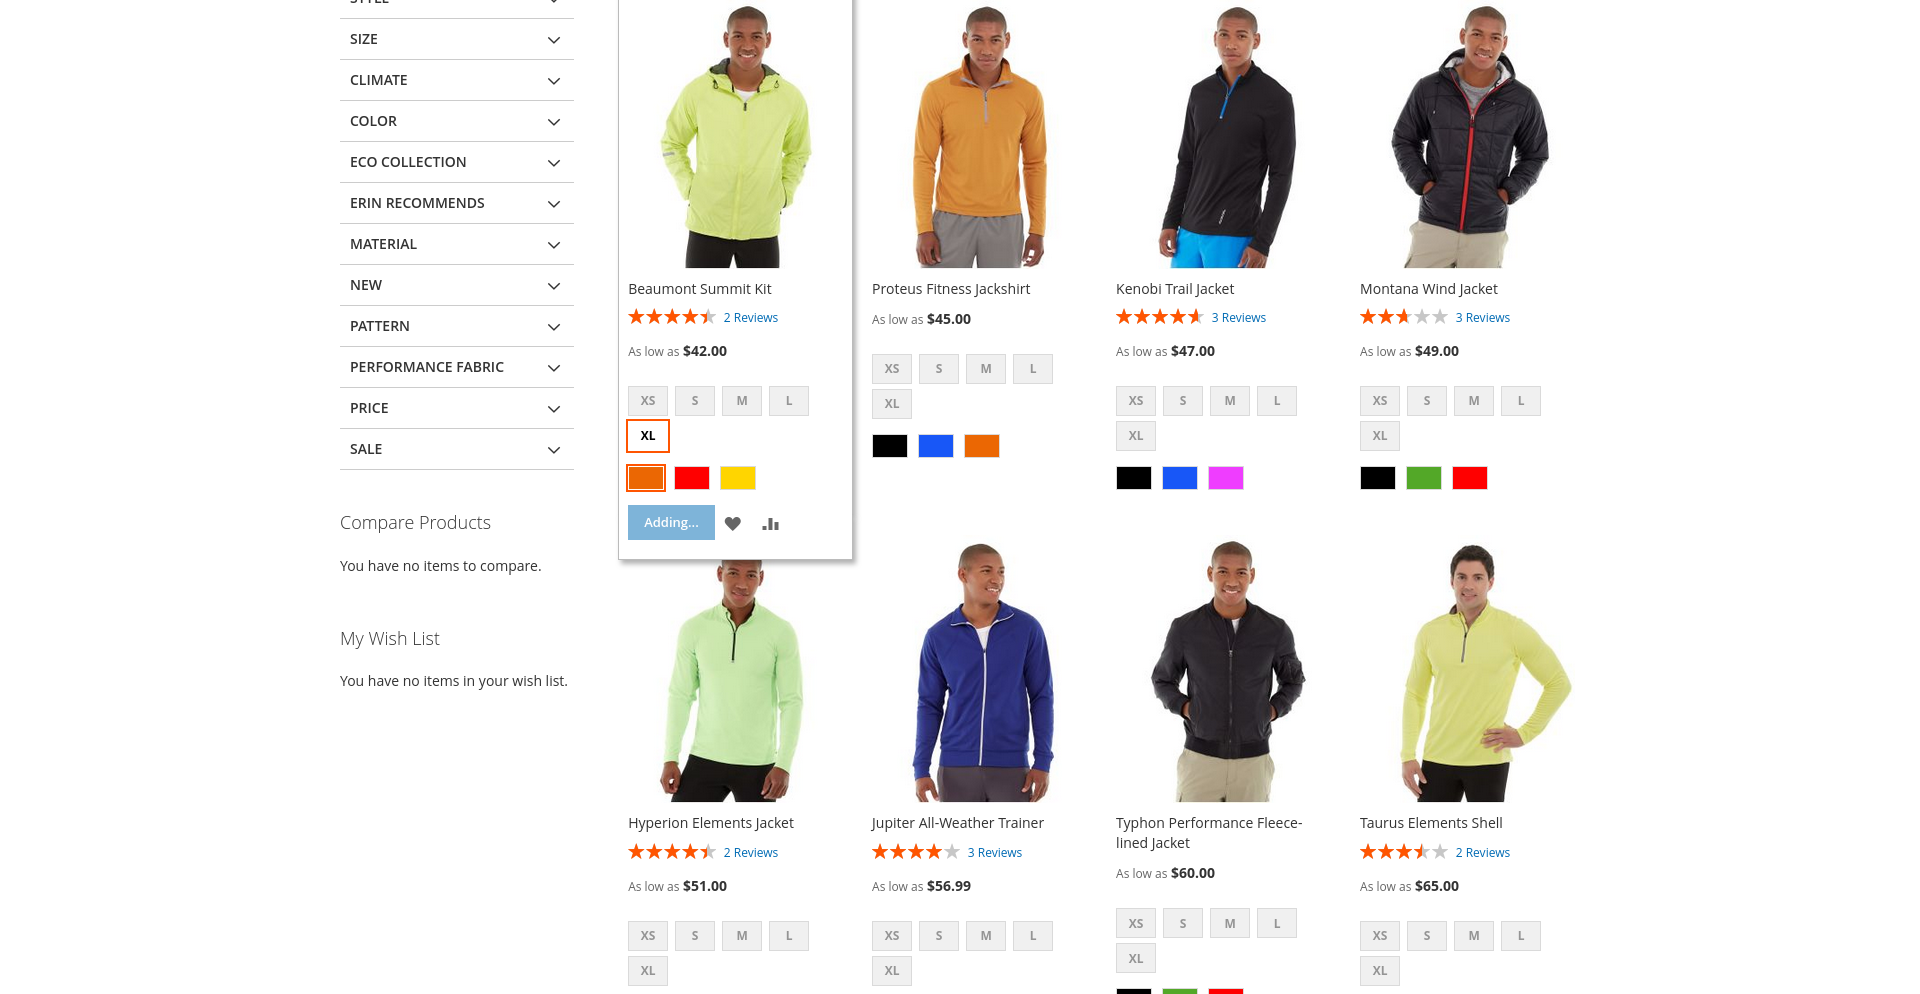 STYLE
SIZE
CLIMATE
COLOR
ECO COLLECTION
ERIN RECOMMENDS
MATERIAL
NEW
PATTERN
PERFORMANCE FABRIC
PRICE
SALE
Compare Products
You have no items to compare.
My Wish List
You have no items in your wish list.
Beaumont Summit Kit
2 Reviews
As low as $42.00
XS S M L
XL
Adding...
Proteus Fitness Jackshirt
As low as $45.00
XS S M L
XL
Kenobi Trail Jacket
3 Reviews
As low as $47.00
XS S M L
XL
Montana Wind Jacket
3 Reviews
As low as $49.00
XS S M L
XL
Hyperion Elements Jacket
2 Reviews
As low as $51.00
XS S M L
XL
Jupiter All-Weather Trainer
3 Reviews
As low as $56.99
XS S M L
XL
Typhon Performance Fleece-
lined Jacket
As low as $60.00
XS S M L
XL
Taurus Elements Shell
2 Reviews
As low as $65.00
XS S M L
XL